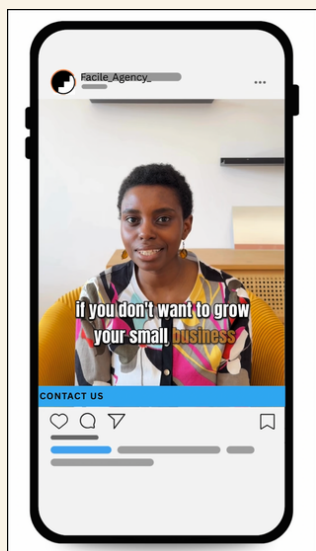 Facile_Agency_
if you don't want to grow
your small business
CONTACT US